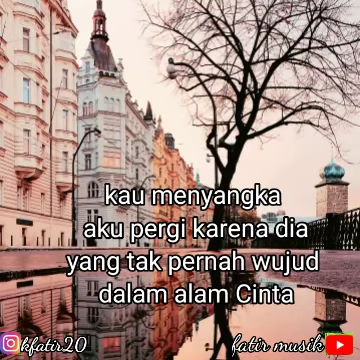 kau menyangka
aku pergi karena dia
yang tak pernah wujud
dalam alam Cinta
kfatir20
fatir musik